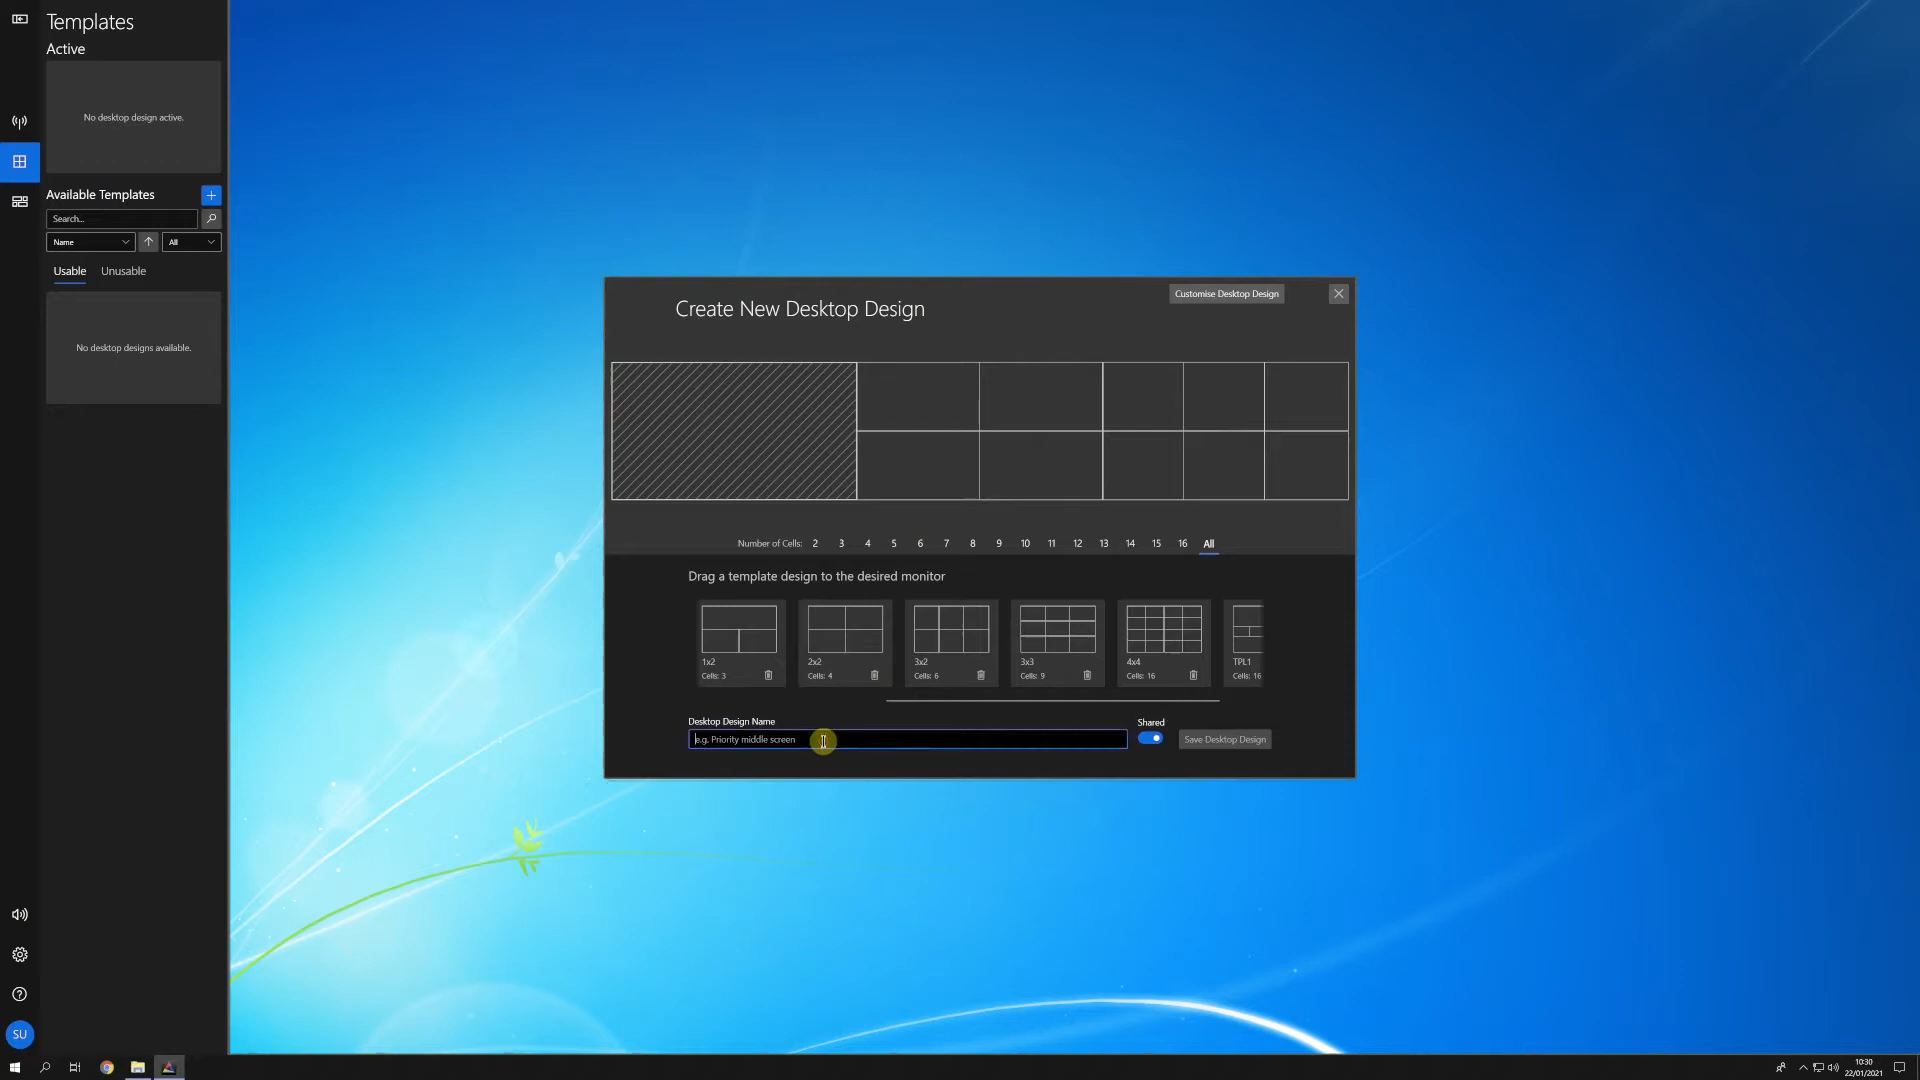 Templates
Active
No desktop design active.
Available Templates
Search...
Name
All
Usable
Unusable
No desktop designs available.
Create New Desktop Design
Customise Desktop Design
Number of Cells: 2 3 4 5 6 7 8 9 10 11 12 13 14 15 16 All
Drag a template design to the desired monitor
1x2
Cells: 3
2x2
Cells: 4
3x2
Cells: 6
3x3
Cells: 9
4x4
Cells: 16
TPL1
Cells: 16
Desktop Design Name
e.g. Priority middle screen
Shared
Save Desktop Design
SU
10:30
22/01/2021